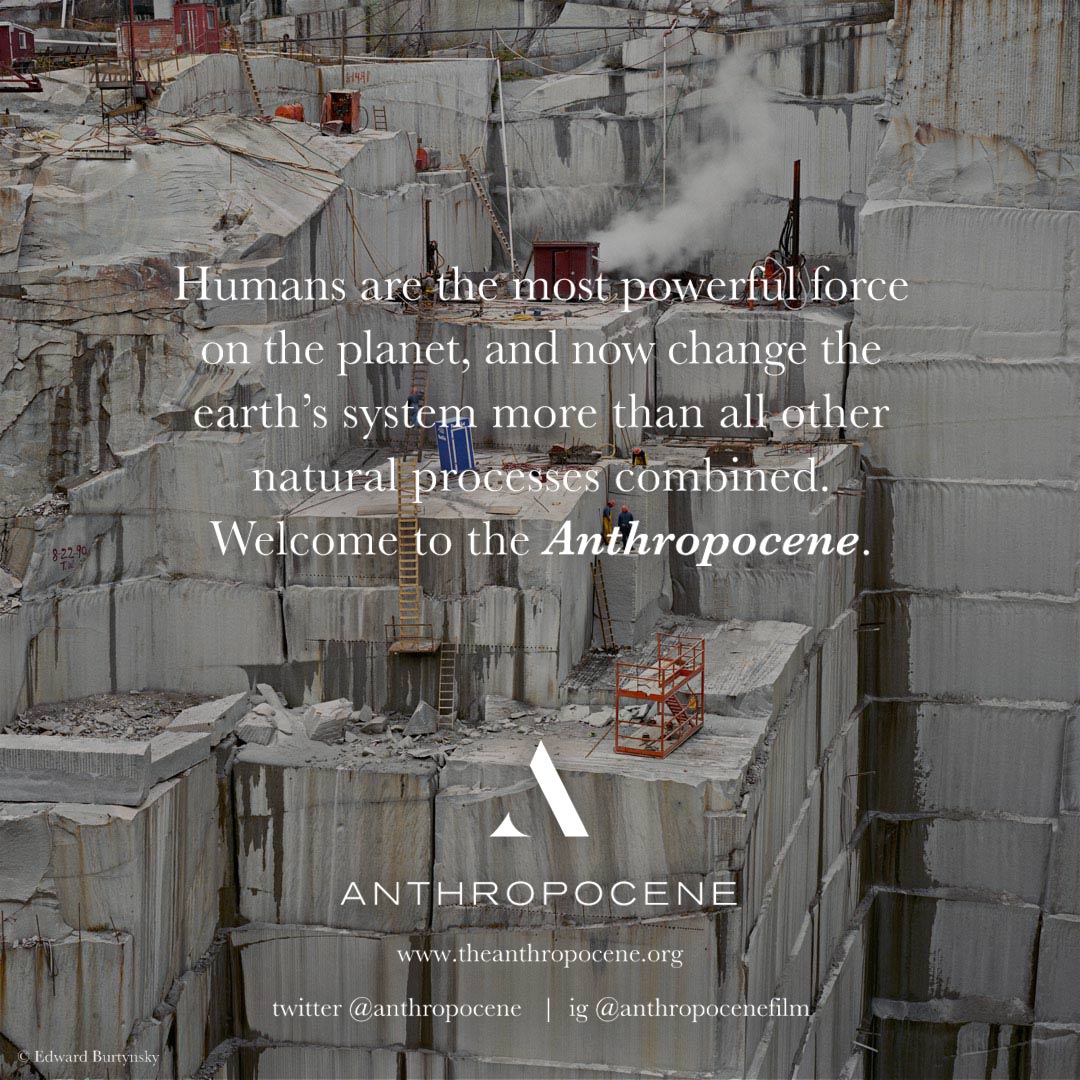 Humans are the most powerful force
on the planet, and now change the
earth’s system more than all other
natural processes combined.
Welcome to the Anthropocene.
8-22-90
ANTHROPOCENE
www.theanthropocene.org
twitter @anthropocene | ig @anthropocenefilm
© Edward Burtynsky